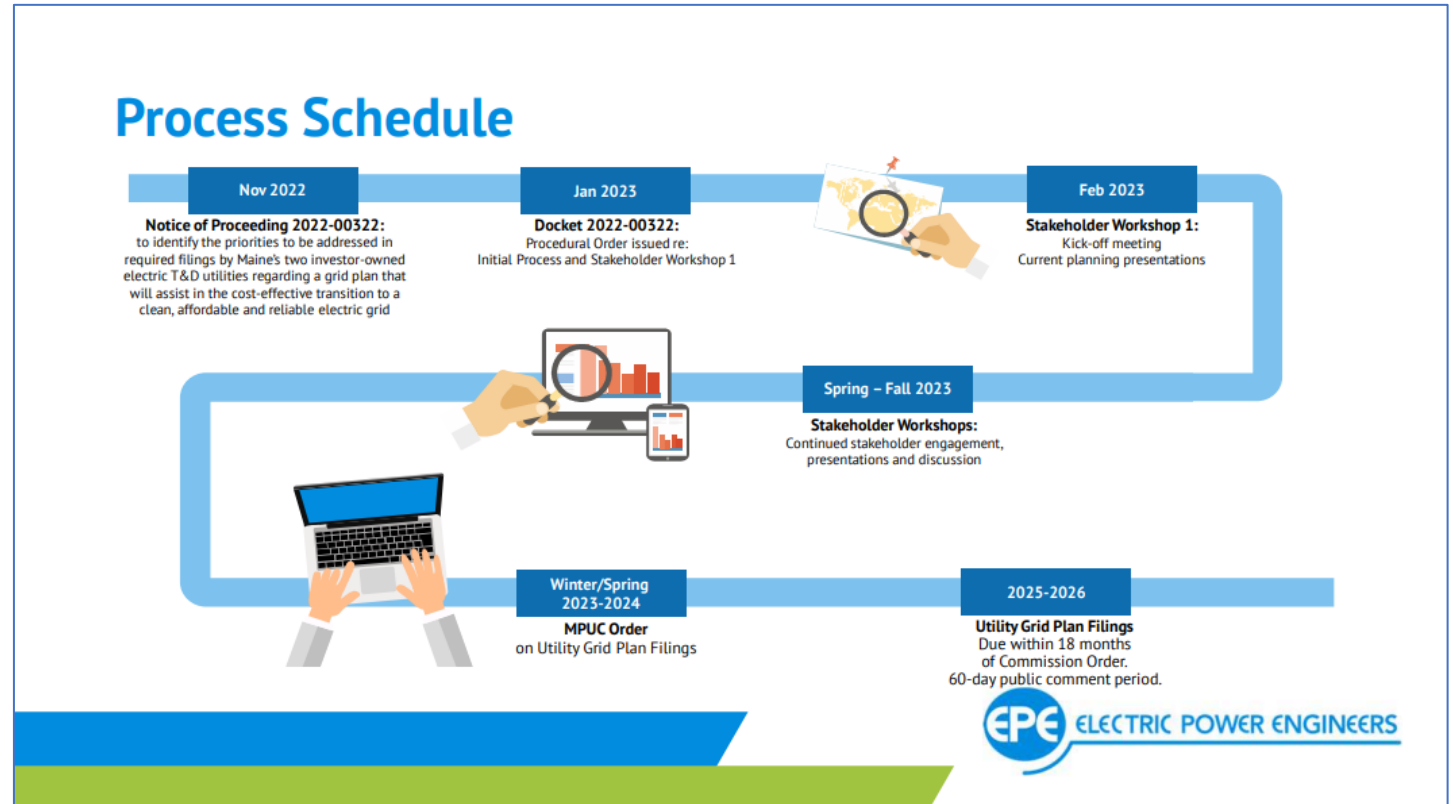 Process Schedule
Nov 2022
Notice of Proceeding 2022-00322:
to identify the priorities to be addressed in
required filings by Maine's two investor-owned
electric T&D utilities regarding a grid plan that
will assist in the cost-effective transition to a
clean, affordable and reliable electric grid
Jan 2023
Docket 2022-00322:
Procedural Order issued re:
Initial Process and Stakeholder Workshop 1
Feb 2023
Stakeholder Workshop 1:
Kick-off meeting
Current planning presentations
Spring – Fall 2023
Stakeholder Workshops:
Continued stakeholder engagement,
presentations and discussion
Winter/Spring
2023-2024
MPUC Order
on Utility Grid Plan Filings
2025-2026
Utility Grid Plan Filings
Due within 18 months
of Commission Order.
60-day public comment period.
EPE ELECTRIC POWER ENGINEERS